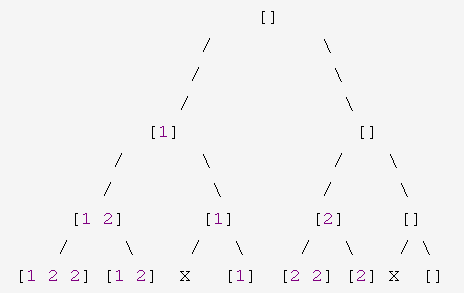 []
/ \
/ \
/ \
[1] []
/ \ / \
/ \ / \
[1 2] [1] [2] []
/ \ / \ / \ / \
[1 2 2] [1 2] X [1] [2 2] [2] X []